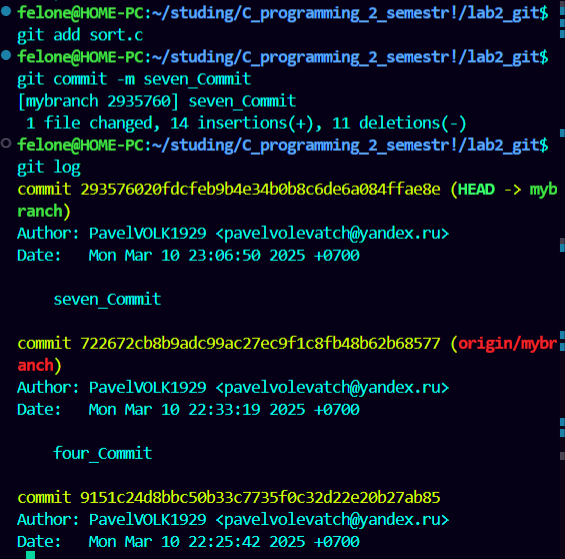 felone@HOME-PC:~/studing/C_programming_2_semestr!/lab2_git$
git add sort.c
felone@HOME-PC:~/studing/C_programming_2_semestr!/lab2_git$
git commit -m seven_Commit
[mybranch 2935760] seven_Commit
 1 file changed, 14 insertions(+), 11 deletions(-)
felone@HOME-PC:~/studing/C_programming_2_semestr!/lab2_git$
git log
commit 293576020fdcfeb9b4e34b0b8c6de6a084ffae8e (HEAD -> myb
ranch)
Author: PavelVOLK1929 <pavelvolevatch@yandex.ru>
Date:   Mon Mar 10 23:06:50 2025 +0700
    seven_Commit
commit 722672cb8b9adc99ac27ec9f1c8fb48b62b68577 (origin/mybr
anch)
Author: PavelVOLK1929 <pavelvolevatch@yandex.ru>
Date:   Mon Mar 10 22:33:19 2025 +0700
    four_Commit
commit 9151c24d8bbc50b33c7735f0c32d22e20b27ab85
Author: PavelVOLK1929 <pavelvolevatch@yandex.ru>
Date:   Mon Mar 10 22:25:42 2025 +0700
: